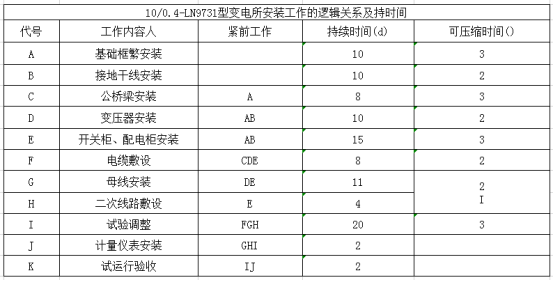 10/0.4-LN9731型变电所安装工作的逻辑关系及持时间
代号 工作内容人 紧前工作 持续时间(d) 可压缩时间()
A 基础框繁安装 10 3
B 接地干线安装 10 2
C 公桥梁安装 A 8 3
D 变压器安装 AB 10 2
E 开关柜、配电柜安装 AB 15 3
F 电缆敷设 CDE 8 2
G 母线安装 DE 11 2
H 二次线路敷设 E 4 I
I 试验调整 FGH 20 3
J 计量仪表安装 GHI 2
K 试运行验收 IJ 2